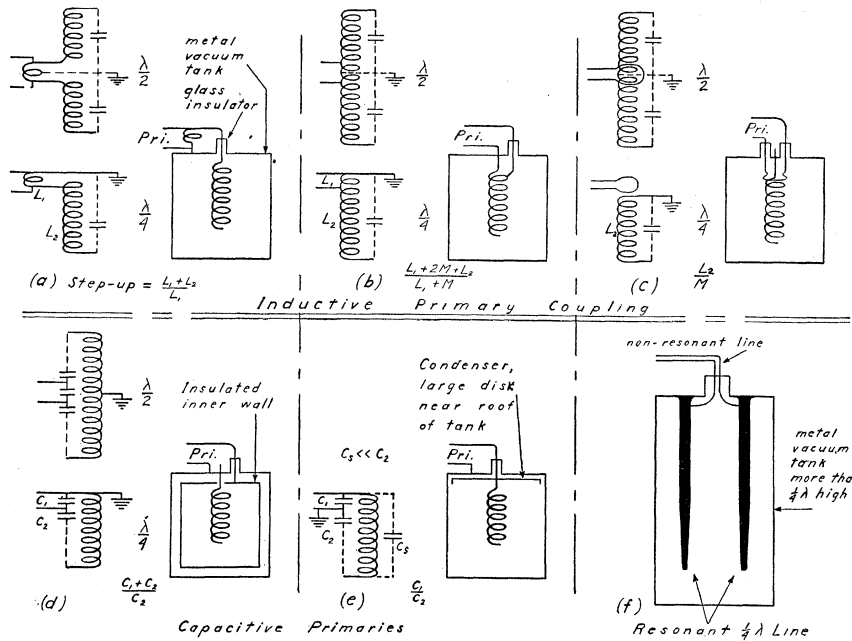 metal
vacuum
tank
glass
insulator
λ/2
Pri.
L₁
L₂
λ/4
(a) Step-up = L₁+L₂/L₁
λ/2
Pri.
L₁
L₂
λ/4
(b) L₁+2M+L₂/L₁+M
λ/2
Pri.
L₂
λ/4
(c) L₂/M
Inductive Primary Coupling
λ/2
Insulated
inner wall
Pri.
C₁
C₂
λ/4
(d) C₁+C₂/C₂
Condenser,
large disk
near roof
of tank
Cₛ<<C₂
Pri.
C₁
C₂
Cₛ
(e) C₁/C₂
Capacitive Primaries
non-resonant line
metal
vacuum
tank
more tha
¼λ high
(f)
Resonant ¼λ Line